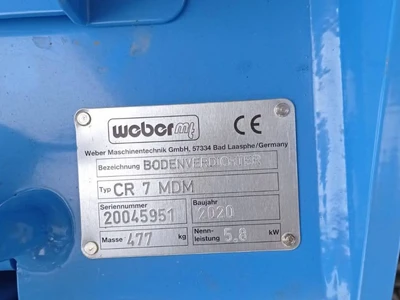 weber mt CE
Weber Maschinentechnik GmbH, 57334 Bad Laasphe/Germany
Bezeichnung BODENVERDICHTER
Typ CR 7 MDM
Seriennummer Baujahr
20045951 2020
Masse 477 kg Nenn-leistung 5.8 kW